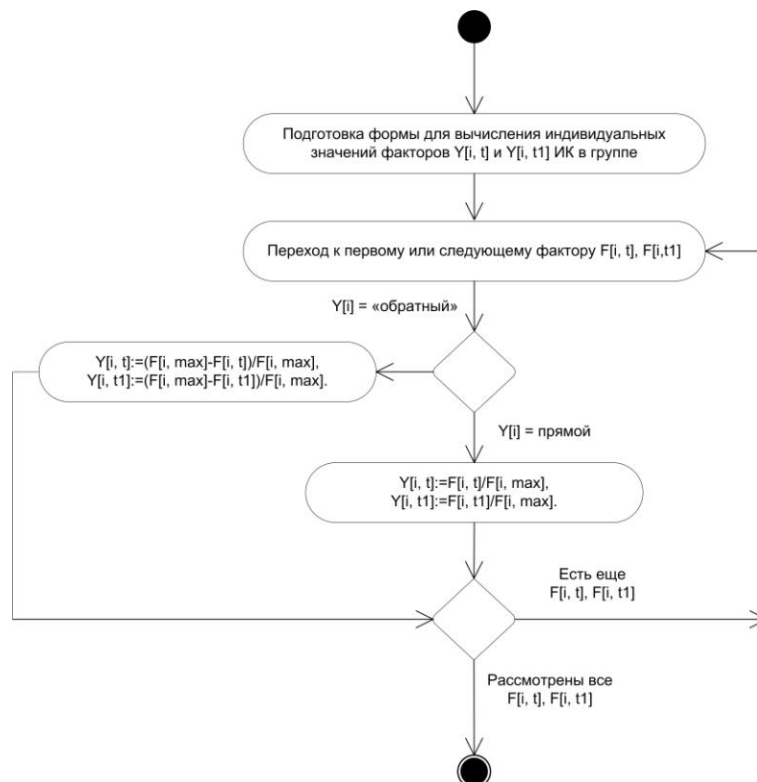 Подготовка формы для вычисления индивидуальных
значений факторов Y[i, t] и Y[i, t1] ИК в группе
Переход к первому или следующему фактору F[i, t], F[i,t1]
Y[i] = «обратный»
Y[i, t]:=(F[i, max]-F[i, t])/F[i, max],
Y[i, t1]:=(F[i, max]-F[i, t1])/F[i, max].
Y[i] = прямой
Y[i, t]:=F[i, t]/F[i, max],
Y[i, t1]:=F[i, t1]/F[i, max].
Есть еще
F[i, t], F[i, t1]
Рассмотрены все
F[i, t], F[i, t1]